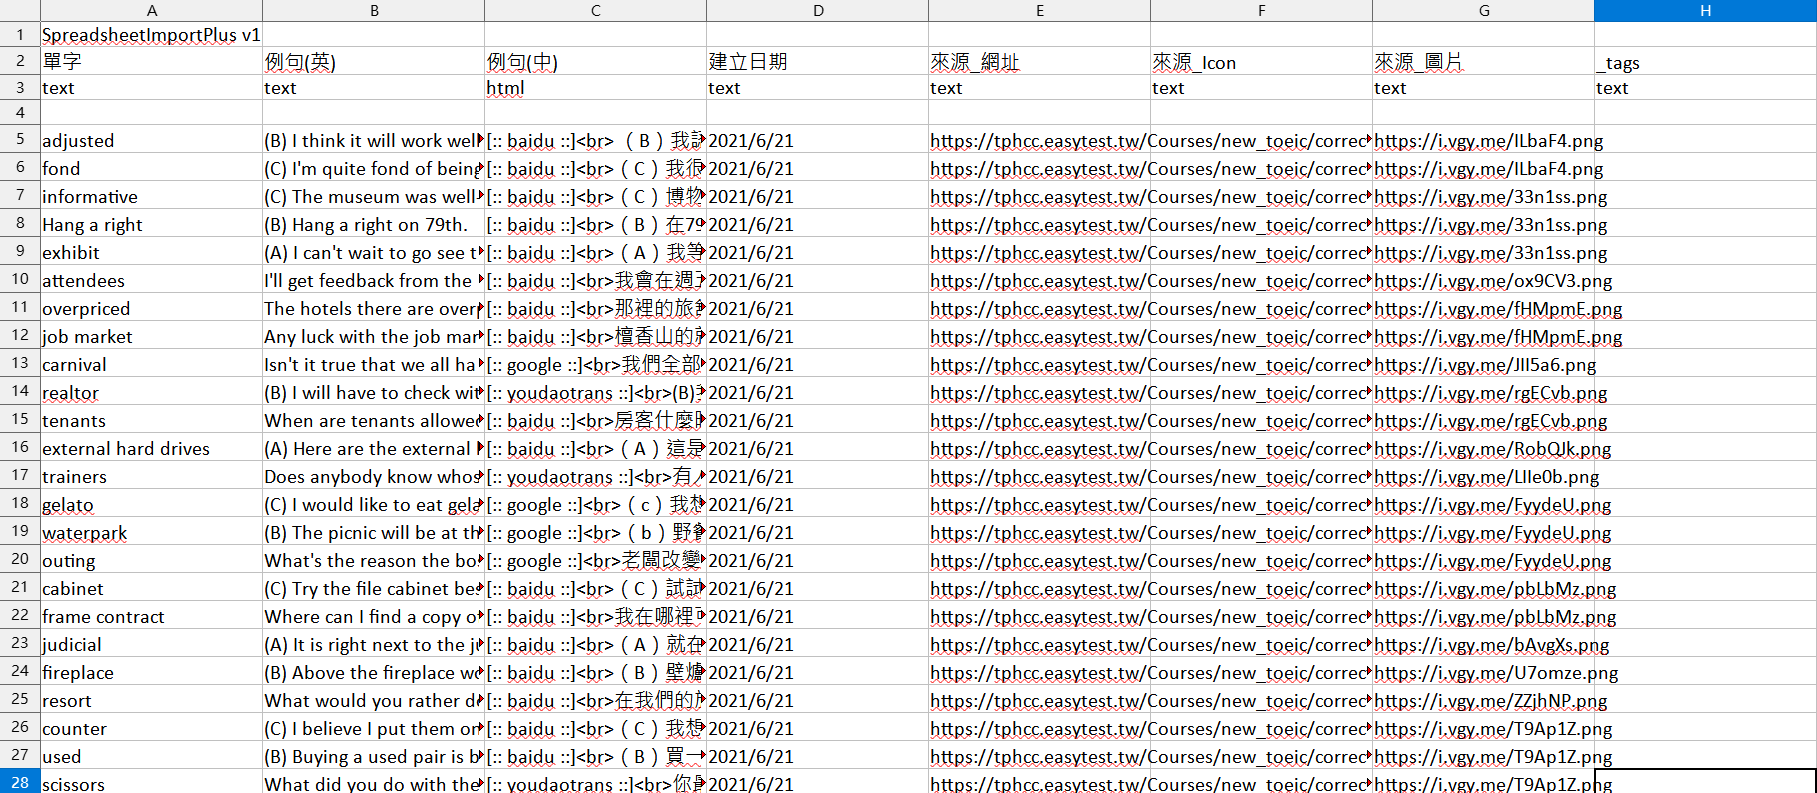 A B C D E F G H
1 SpreadsheetImportPlus v1
2 單字 例句(英) 例句(中) 建立日期 來源_網址 來源_Icon 來源_圖片 _tags
3 text text html text text text text text
4
5 adjusted (B) I think it will work well [:: baidu ::]<br>（B）我認 2021/6/21 https://tphcc.easytest.tw/Courses/new_toeic/correc https://i.vgy.me/ILbaF4.png
6 fond (C) I'm quite fond of being [:: baidu ::]<br>（C）我很 2021/6/21 https://tphcc.easytest.tw/Courses/new_toeic/correc https://i.vgy.me/ILbaF4.png
7 informative (C) The museum was well [:: baidu ::]<br>（C）博物 2021/6/21 https://tphcc.easytest.tw/Courses/new_toeic/correc https://i.vgy.me/33n1ss.png
8 Hang a right (B) Hang a right on 79th. [:: baidu ::]<br>（B）在79 2021/6/21 https://tphcc.easytest.tw/Courses/new_toeic/correc https://i.vgy.me/33n1ss.png
9 exhibit (A) I can't wait to go see t [:: baidu ::]<br>（A）我等 2021/6/21 https://tphcc.easytest.tw/Courses/new_toeic/correc https://i.vgy.me/33n1ss.png
10 attendees I'll get feedback from the [:: baidu ::]<br>我會在週 2021/6/21 https://tphcc.easytest.tw/Courses/new_toeic/correc https://i.vgy.me/ox9CV3.png
11 overpriced The hotels there are over [:: baidu ::]<br>那裡的旅 2021/6/21 https://tphcc.easytest.tw/Courses/new_toeic/correc https://i.vgy.me/fHMpmE.png
12 job market Any luck with the job mar [:: baidu ::]<br>檀香山的 2021/6/21 https://tphcc.easytest.tw/Courses/new_toeic/correc https://i.vgy.me/fHMpmE.png
13 carnival Isn't it true that we all ha [:: google ::]<br>我們全部 2021/6/21 https://tphcc.easytest.tw/Courses/new_toeic/correc https://i.vgy.me/JII5a6.png
14 realtor (B) I will have to check wit [:: youdaotrans ::]<br>(B) 2021/6/21 https://tphcc.easytest.tw/Courses/new_toeic/correc https://i.vgy.me/rgECvb.png
15 tenants When are tenants allowe [:: baidu ::]<br>房客什麼 2021/6/21 https://tphcc.easytest.tw/Courses/new_toeic/correc https://i.vgy.me/rgECvb.png
16 external hard drives (A) Here are the external [:: baidu ::]<br>（A）這是 2021/6/21 https://tphcc.easytest.tw/Courses/new_toeic/correc https://i.vgy.me/RobQJk.png
17 trainers Does anybody know whos [:: youdaotrans ::]<br>有 2021/6/21 https://tphcc.easytest.tw/Courses/new_toeic/correc https://i.vgy.me/LIIe0b.png
18 gelato (C) I would like to eat gela [:: google ::]<br>（c）我想 2021/6/21 https://tphcc.easytest.tw/Courses/new_toeic/correc https://i.vgy.me/FyydeU.png
19 waterpark (B) The picnic will be at th [:: google ::]<br>（b）野餐 2021/6/21 https://tphcc.easytest.tw/Courses/new_toeic/correc https://i.vgy.me/FyydeU.png
20 outing What's the reason the bo [:: google ::]<br>老闆改變 2021/6/21 https://tphcc.easytest.tw/Courses/new_toeic/correc https://i.vgy.me/FyydeU.png
21 cabinet (C) Try the file cabinet bes [:: baidu ::]<br>（C）試試 2021/6/21 https://tphcc.easytest.tw/Courses/new_toeic/correc https://i.vgy.me/pbLbMz.png
22 frame contract Where can I find a copy o [:: baidu ::]<br>我在哪裡 2021/6/21 https://tphcc.easytest.tw/Courses/new_toeic/correc https://i.vgy.me/pbLbMz.png
23 judicial (A) It is right next to the j [:: baidu ::]<br>（A）就在 2021/6/21 https://tphcc.easytest.tw/Courses/new_toeic/correc https://i.vgy.me/bAvgXs.png
24 fireplace (B) Above the fireplace wo [:: baidu ::]<br>（B）壁爐 2021/6/21 https://tphcc.easytest.tw/Courses/new_toeic/correc https://i.vgy.me/U7omze.png
25 resort What would you rather d [:: baidu ::]<br>在我們的 2021/6/21 https://tphcc.easytest.tw/Courses/new_toeic/correc https://i.vgy.me/ZZjhNP.png
26 counter (C) I believe I put them on [:: baidu ::]<br>（C）我想 2021/6/21 https://tphcc.easytest.tw/Courses/new_toeic/correc https://i.vgy.me/T9Ap1Z.png
27 used (B) Buying a used pair is b [:: baidu ::]<br>（B）買一 2021/6/21 https://tphcc.easytest.tw/Courses/new_toeic/correc https://i.vgy.me/T9Ap1Z.png
28 scissors What did you do with the [:: youdaotrans ::]<br>你 2021/6/21 https://tphcc.easytest.tw/Courses/new_toeic/correc https://i.vgy.me/T9Ap1Z.png